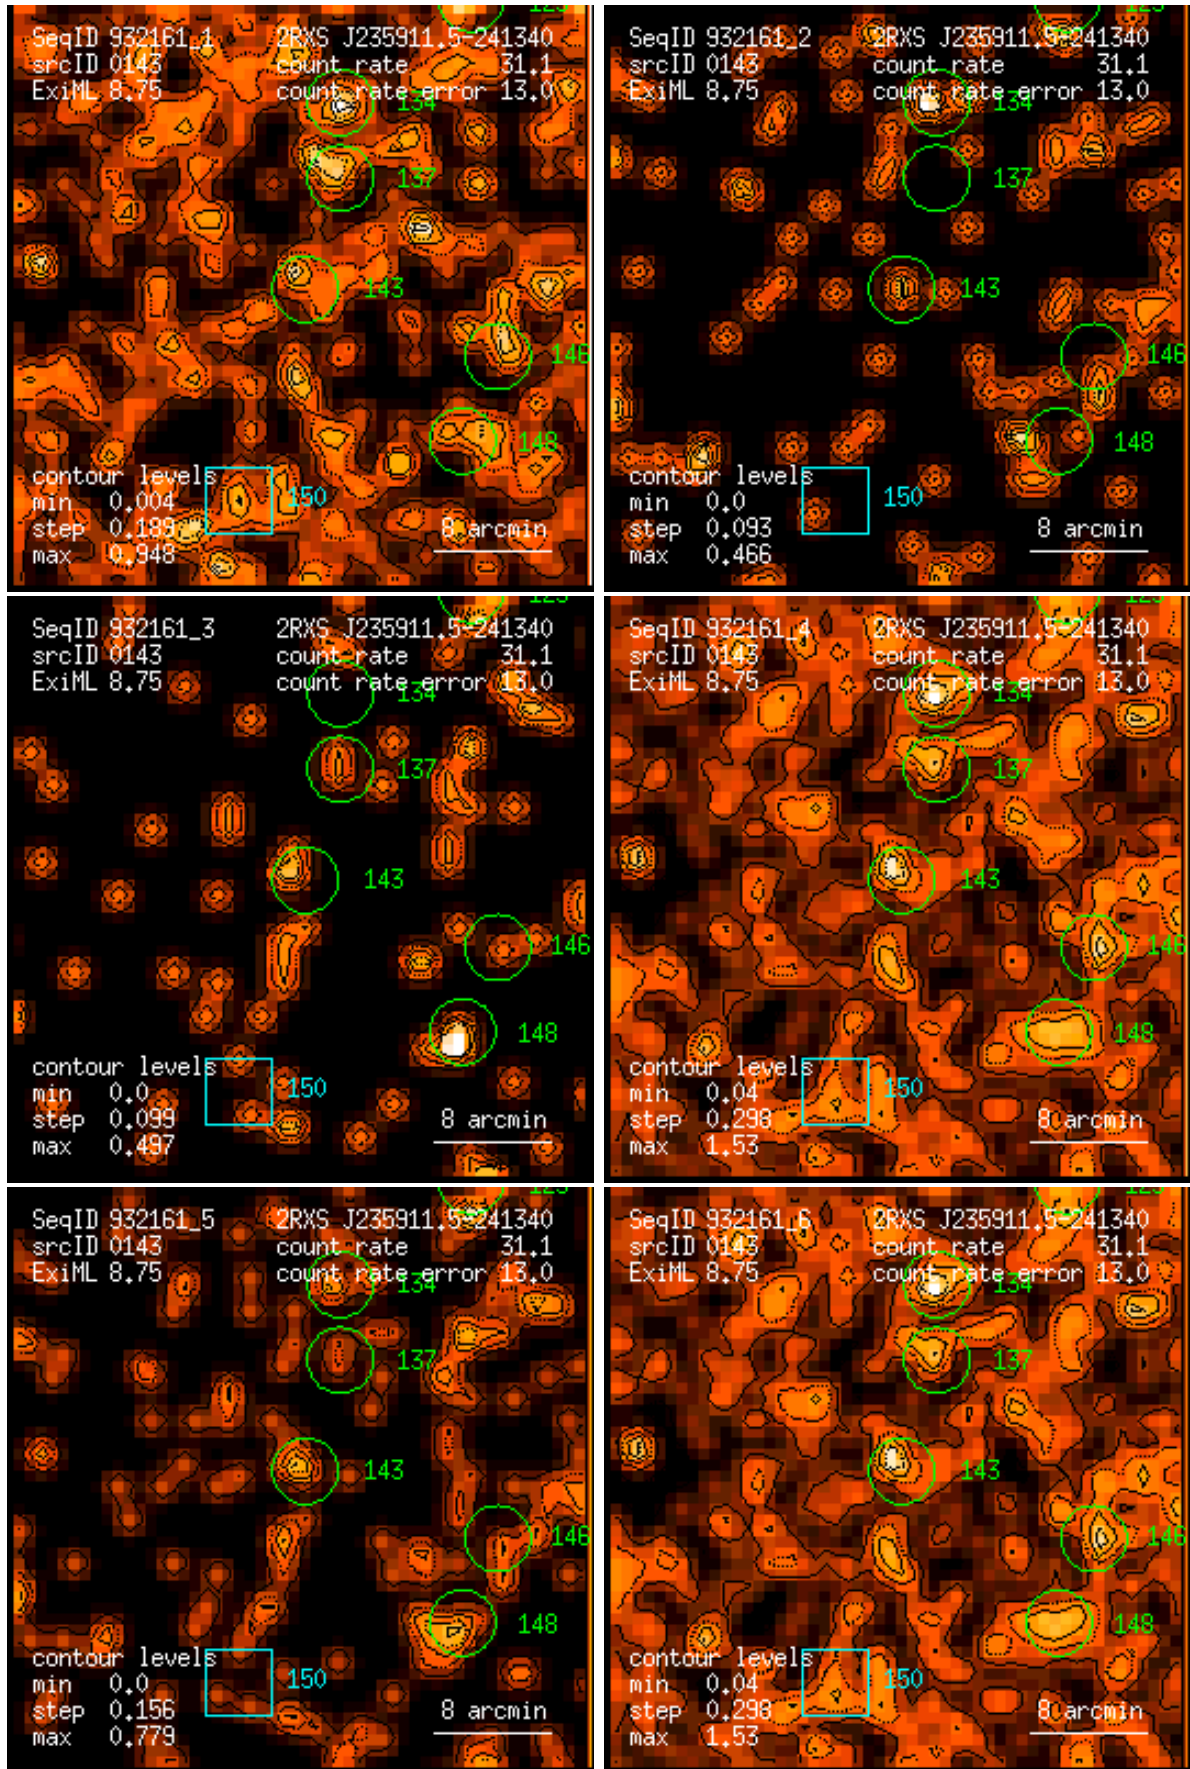 125
SeqID 932161_1 2RXS J235911.5-241340
srcID 0143 count rate 31.1
ExiML 8.75 count rate error 13.0
134
137
143
146
148
contour levels
150
min 0.004
step 0.189
max 0.948
8 arcmin
SeqID 932161_2 2RXS J235911.5-241340
srcID 0143 count rate 31.1
ExiML 8.75 count rate error 13.0
134
137
143
146
148
contour levels
150
min 0.0
step 0.093
max 0.466
8 arcmin
SeqID 932161_3 2RXS J235911.5-241340
srcID 0143 count rate 31.1
ExiML 8.75 count rate error 13.0
134
137
143
146
148
contour levels
150
min 0.0
step 0.099
max 0.497
8 arcmin
SeqID 932161_4 2RXS J235911.5-241340
srcID 0143 count rate 31.1
ExiML 8.75 count rate error 13.0
134
137
143
146
148
contour levels
150
min 0.04
step 0.298
max 1.53
8 arcmin
SeqID 932161_5 2RXS J235911.5-241340
srcID 0143 count rate 31.1
ExiML 8.75 count rate error 13.0
134
137
143
146
148
contour levels
150
min 0.0
step 0.156
max 0.779
8 arcmin
SeqID 932161_6 2RXS J235911.5-241340
srcID 0143 count rate 31.1
ExiML 8.75 count rate error 13.0
134
137
143
146
148
contour levels
150
min 0.04
step 0.298
max 1.53
8 arcmin